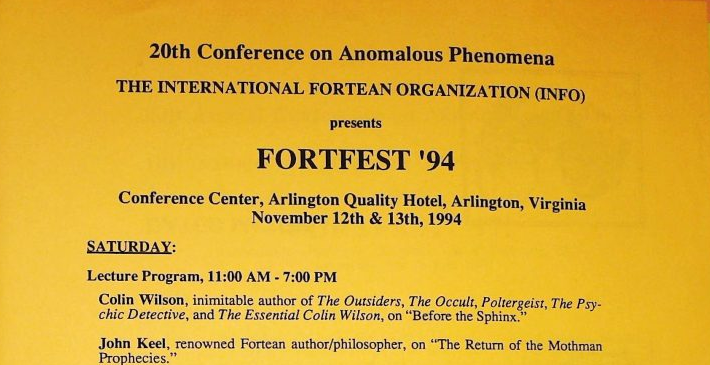 20th Conference on Anomalous Phenomena
THE INTERNATIONAL FORTEAN ORGANIZATION (INFO)
presents
FORTFEST '94
Conference Center, Arlington Quality Hotel, Arlington, Virginia
November 12th & 13th, 1994
SATURDAY:
Lecture Program, 11:00 AM - 7:00 PM
Colin Wilson, inimitable author of The Outsiders, The Occult, Poltergeist, The Psy-
chic Detective, and The Essential Colin Wilson, on “Before the Sphinx.”
John Keel, renowned Fortean author/philosopher, on “The Return of the Mothman
Prophecies.”